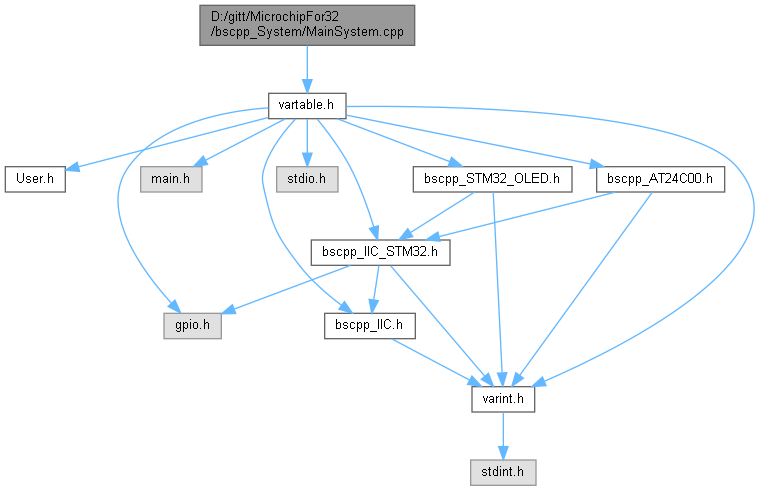 D:/gitt/MicrochipFor32
/bscpp_System/MainSystem.cpp
vartable.h
User.h
main.h
stdio.h
bscpp_STM32_OLED.h
bscpp_AT24C00.h
bscpp_IIC_STM32.h
gpio.h
bscpp_IIC.h
varint.h
stdint.h